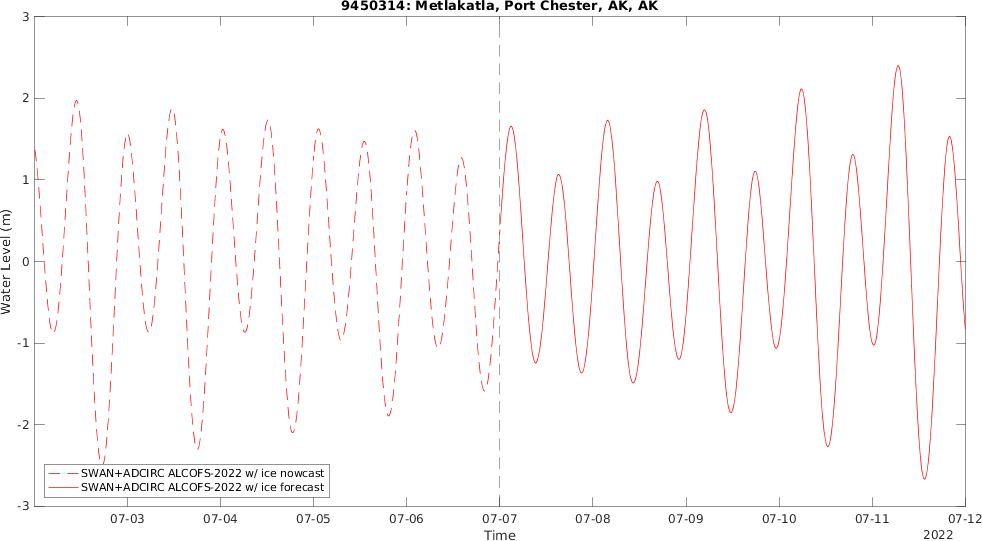 9450314: Metlakatla, Port Chester, AK, AK
3
2
1
0
-1
-2
-3
Water Level (m)
SWAN+ADCIRC ALCOFS-2022 w/ ice nowcast
SWAN+ADCIRC ALCOFS-2022 w/ ice forecast
07-03 07-04 07-05 07-06 07-07 07-08 07-09 07-10 07-11 07-12
Time
2022